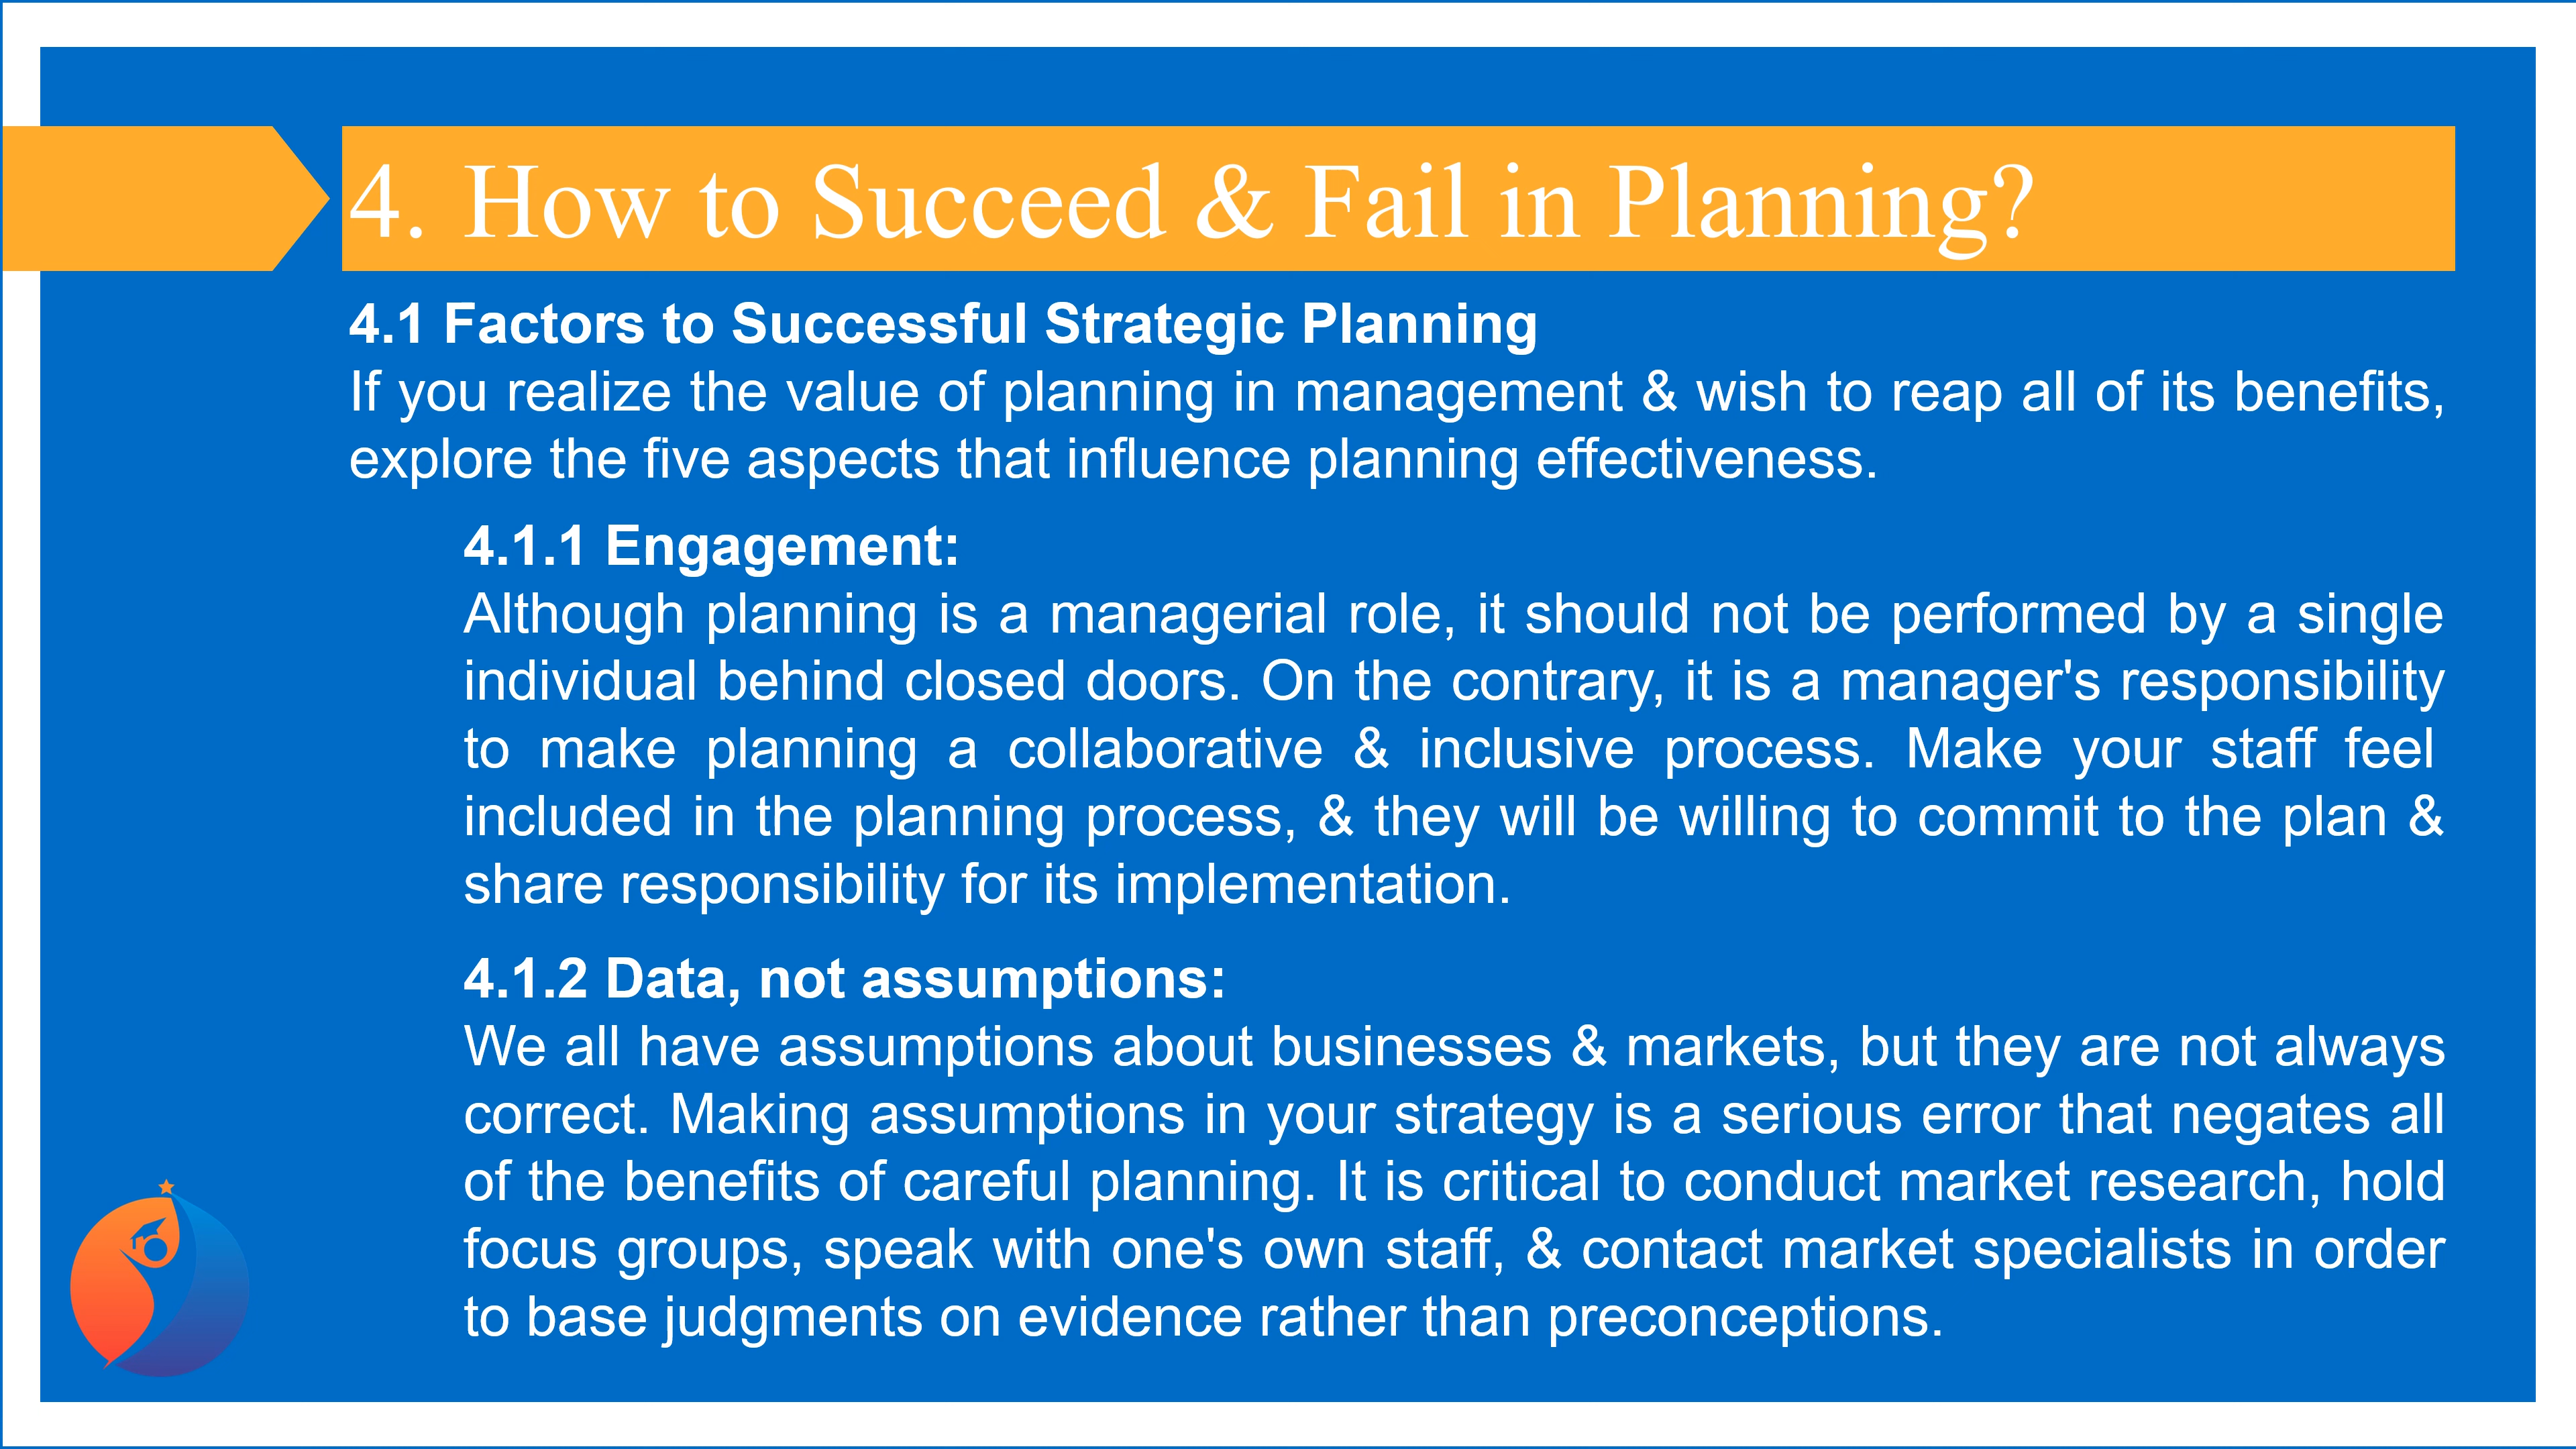 4. How to Succeed & Fail in Planning?
4.1 Factors to Successful Strategic Planning
If you realize the value of planning in management & wish to reap all of its benefits,
explore the five aspects that influence planning effectiveness.
4.1.1 Engagement:
Although planning is a managerial role, it should not be performed by a single
individual behind closed doors. On the contrary, it is a manager's responsibility
to make planning a collaborative & inclusive process. Make your staff feel
included in the planning process, & they will be willing to commit to the plan &
share responsibility for its implementation.
4.1.2 Data, not assumptions:
We all have assumptions about businesses & markets, but they are not always
correct. Making assumptions in your strategy is a serious error that negates all
of the benefits of careful planning. It is critical to conduct market research, hold
focus groups, speak with one's own staff, & contact market specialists in order
to base judgments on evidence rather than preconceptions.